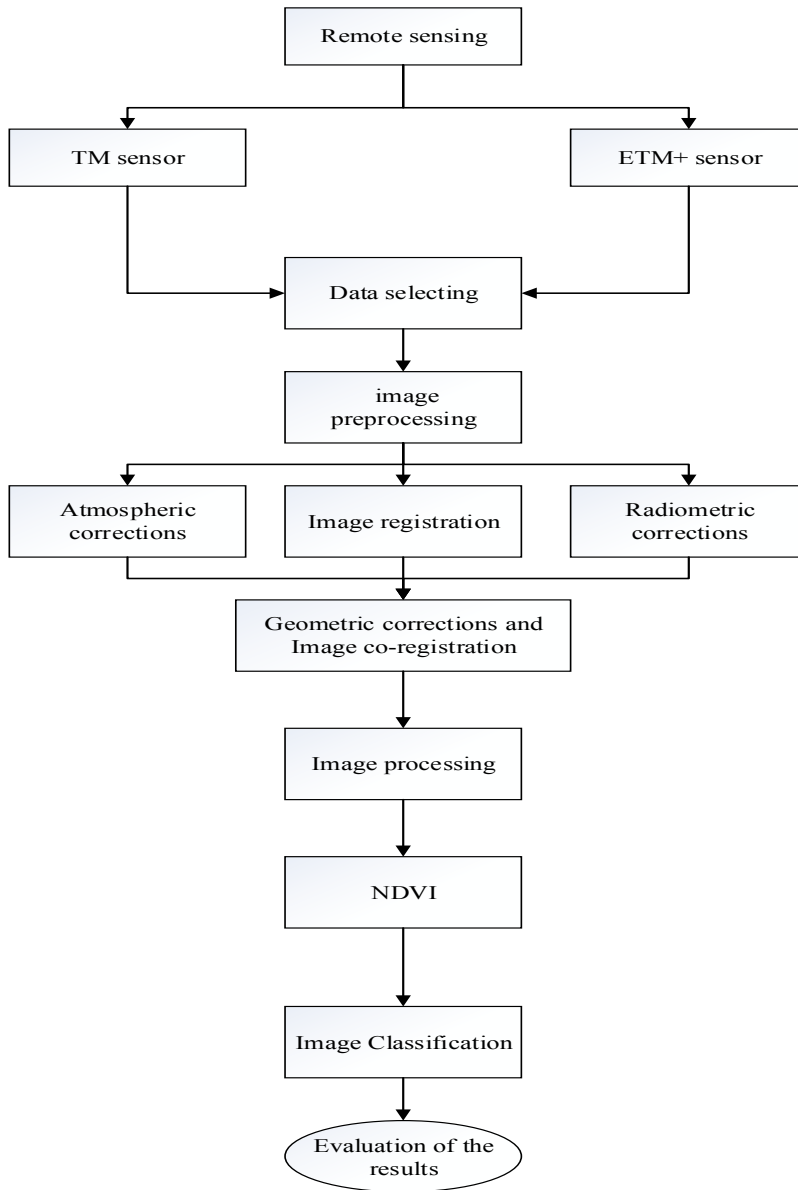 Remote sensing
TM sensor
ETM+ sensor
Data selecting
image
preprocessing
Atmospheric
corrections
Image registration
Radiometric
corrections
Geometric corrections and
Image co-registration
Image processing
NDVI
Image Classification
Evaluation of the
results